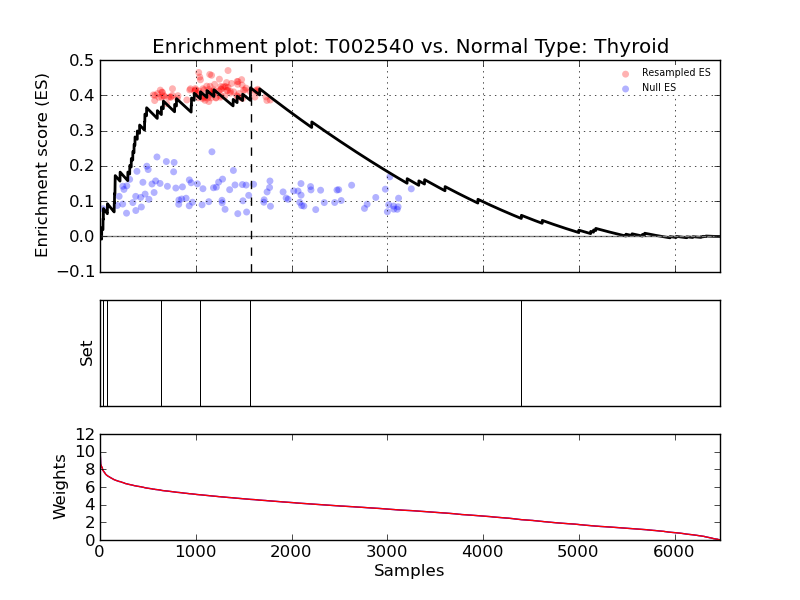 Enrichment plot: T002540 vs. Normal Type: Thyroid
Enrichment score (ES)
0.5
0.4
0.3
0.2
0.1
0.0
−0.1
Resampled ES
Null ES
Set
Weights
12
10
8
6
4
2
0
0 1000 2000 3000 4000 5000 6000
Samples